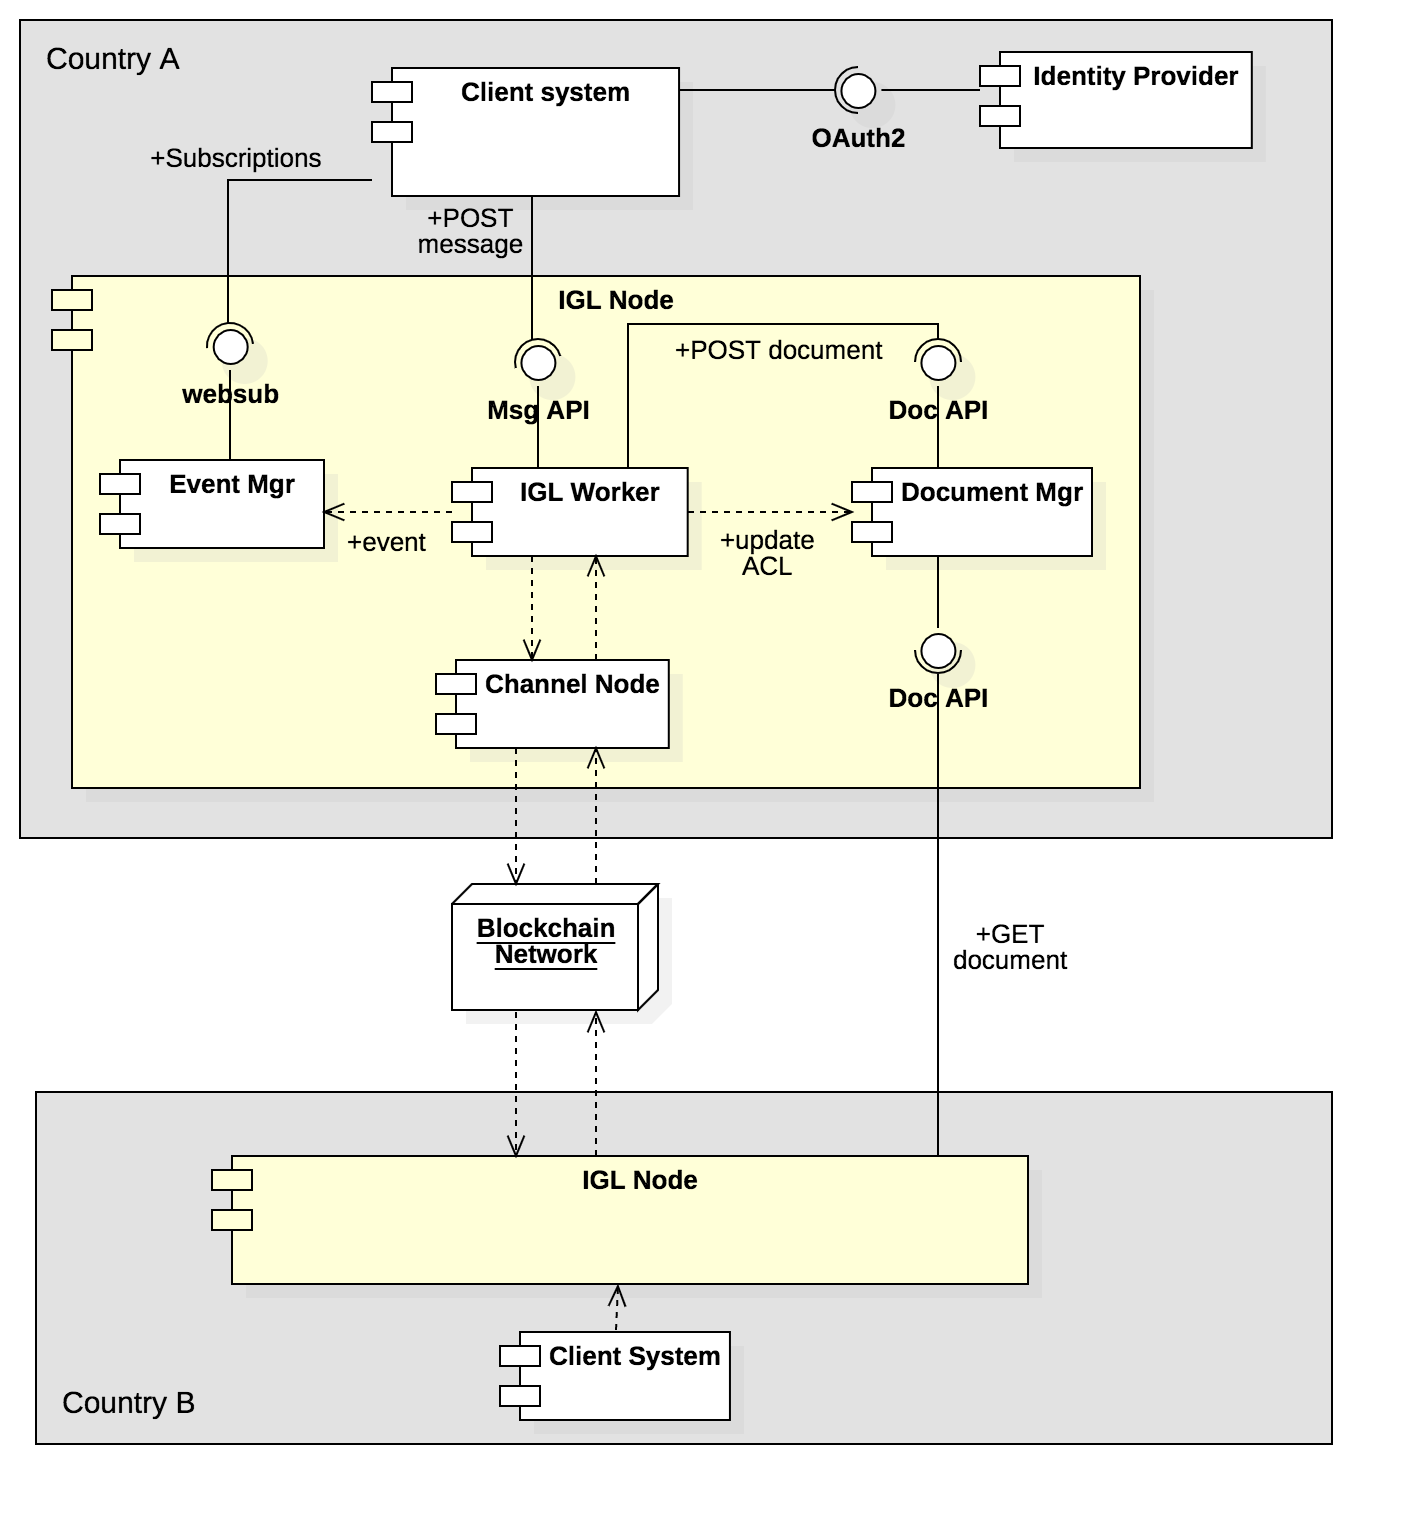 Country A
Client system
Identity Provider
OAuth2
+Subscriptions
+POST
message
IGL Node
+POST document
websub
Msg API
Doc API
Event Mgr
IGL Worker
Document Mgr
+event
+update
ACL
Channel Node
Doc API
Blockchain
Network
+GET
document
IGL Node
Client System
Country B